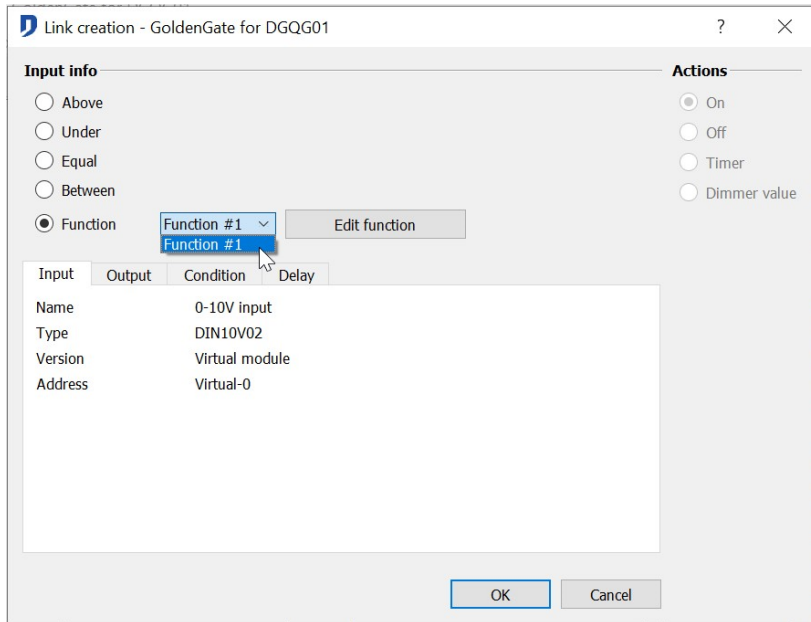 Link creation - GoldenGate for DGQG01
?
Input info
Actions
Above
On
Under
Off
Equal
Timer
Between
Dimmer value
Function
Function #1
Edit function
Function #1
Input
Output
Condition
Delay
Name
0-10V input
Type
DIN10V02
Version
Virtual module
Address
Virtual-0
OK
Cancel